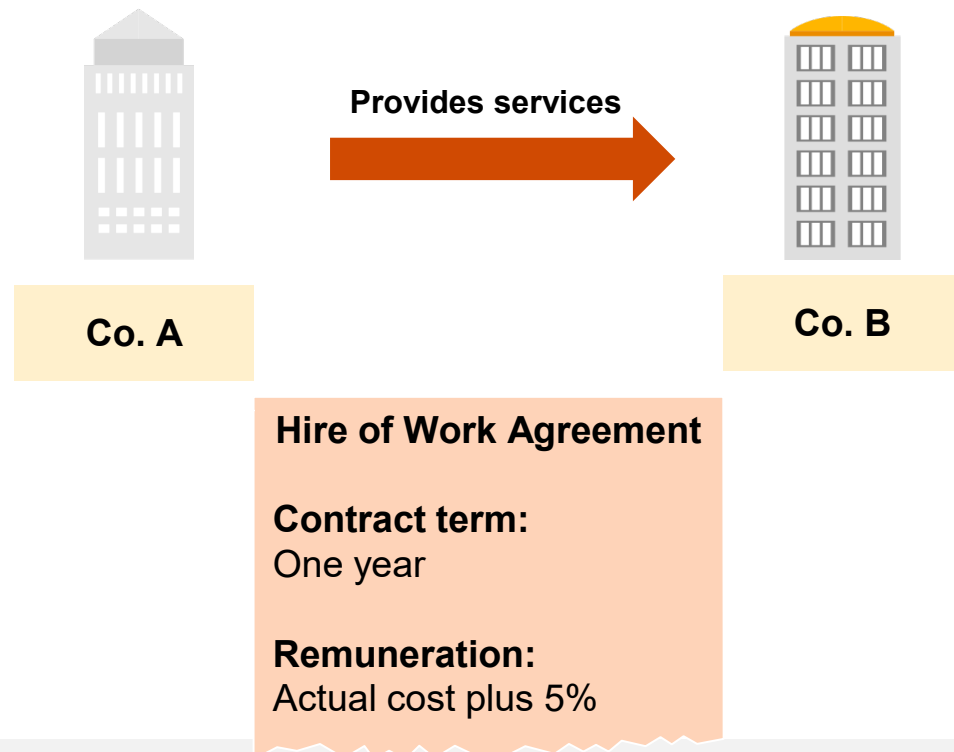 Provides services
Co. A
Co. B
Hire of Work Agreement
Contract term:
One year
Remuneration:
Actual cost plus 5%